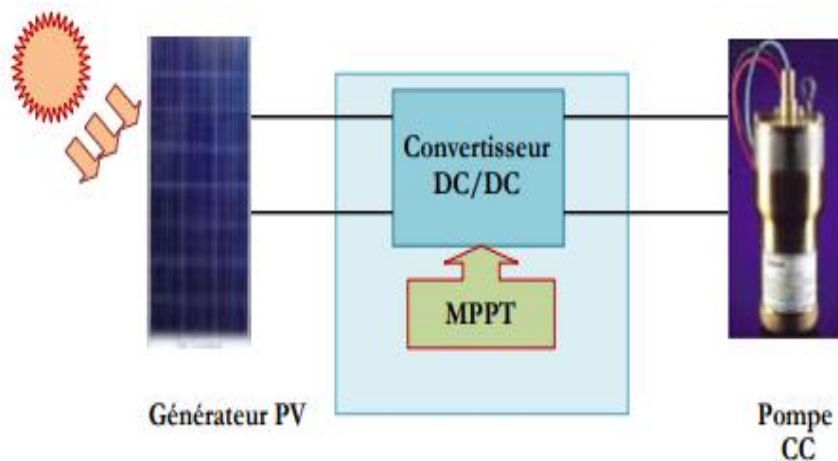 Convertisseur
DC/DC
MPPT
Générateur PV
Pompe
CC